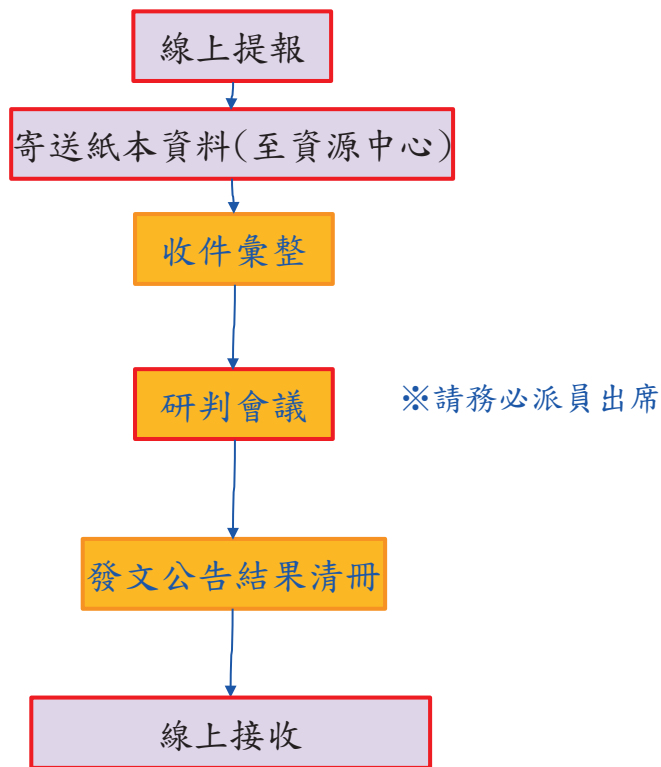 線上提報
寄送紙本資料(至資源中心)
收件彙整
研判會議
※請務必派員出席
發文公告結果清冊
線上接收